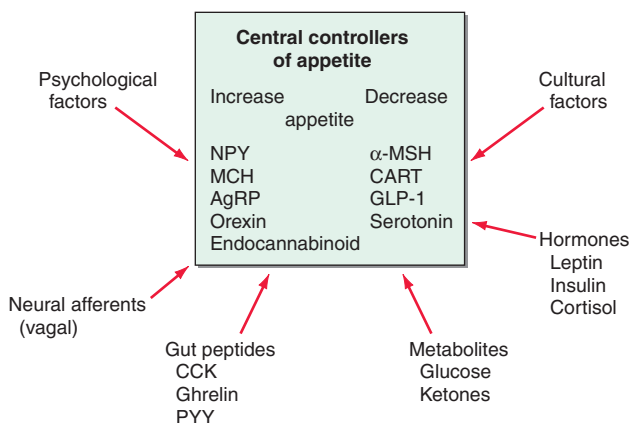 Central controllers
of appetite
Psychological
factors
Cultural
factors
Increase Decrease
appetite
NPY α-MSH
MCH CART
AgRP GLP-1
Orexin Serotonin
Endocannabinoid
Hormones
Leptin
Insulin
Cortisol
Neural afferents
(vagal)
Gut peptides
CCK
Ghrelin
PYY
Metabolites
Glucose
Ketones